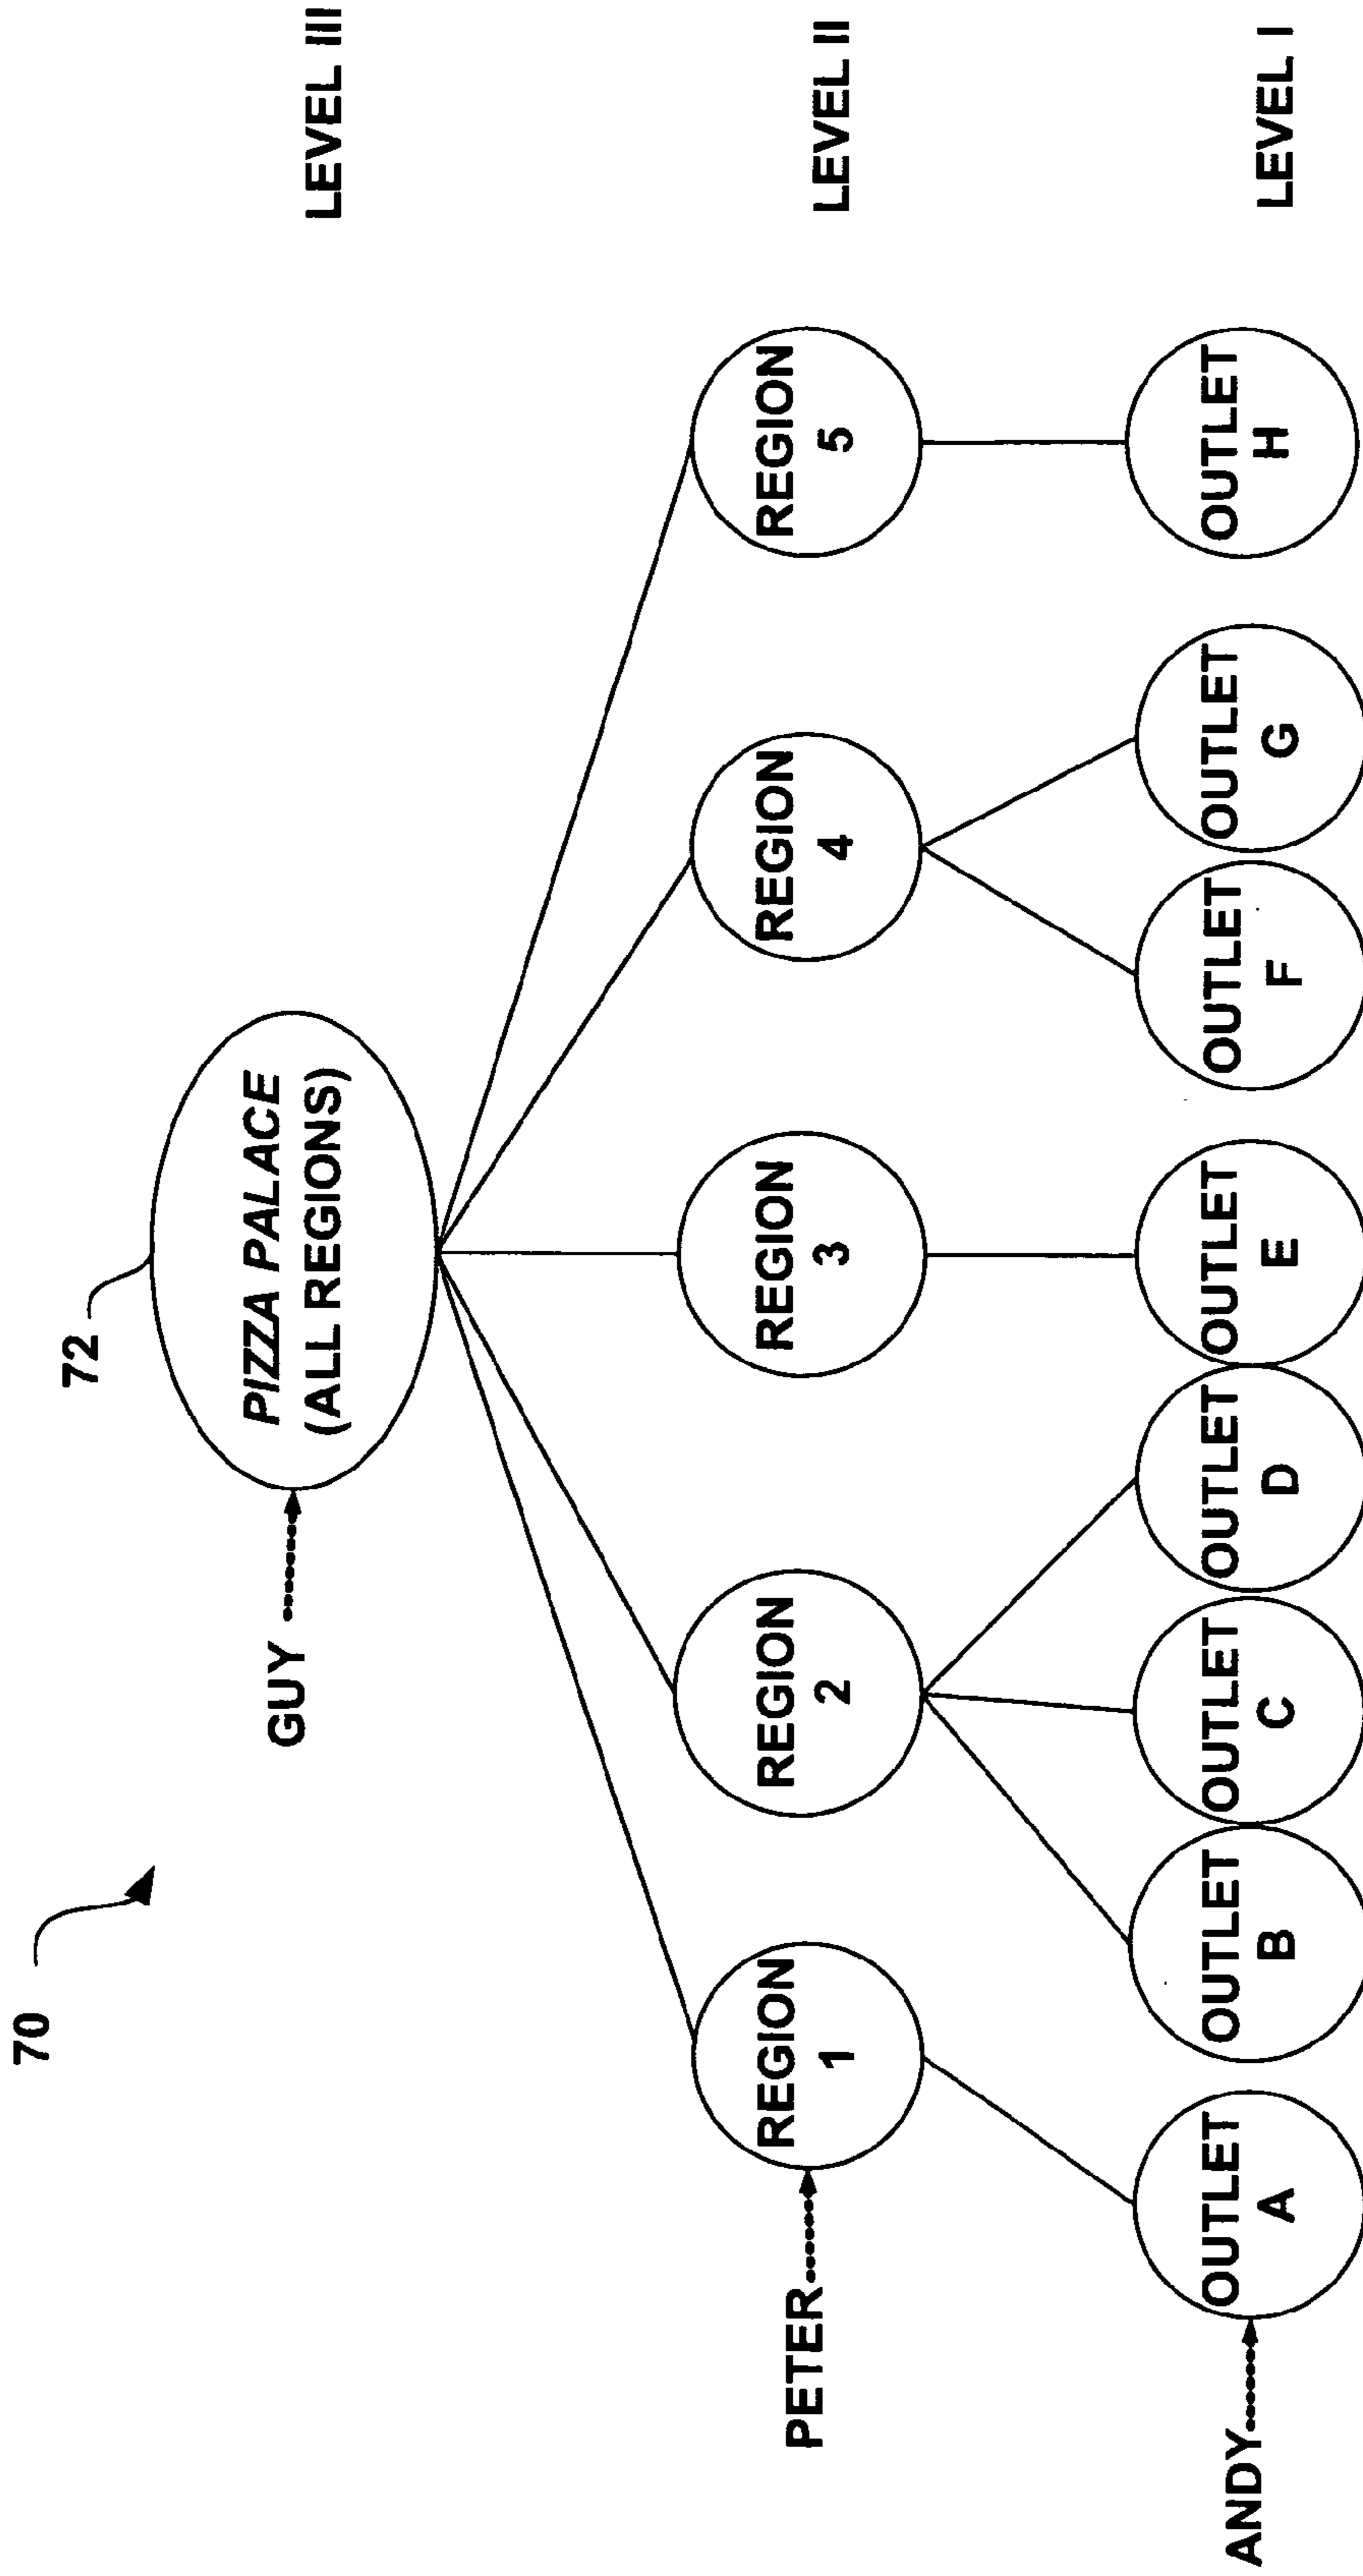 70
72
GUY
PIZZA PALACE
(ALL REGIONS)
LEVEL III
PETER
REGION
1
REGION
2
REGION
3
REGION
4
REGION
5
LEVEL II
ANDY
OUTLET
A
OUTLET
B
OUTLET
C
OUTLET
D
OUTLET
E
OUTLET
F
OUTLET
G
OUTLET
H
LEVEL I